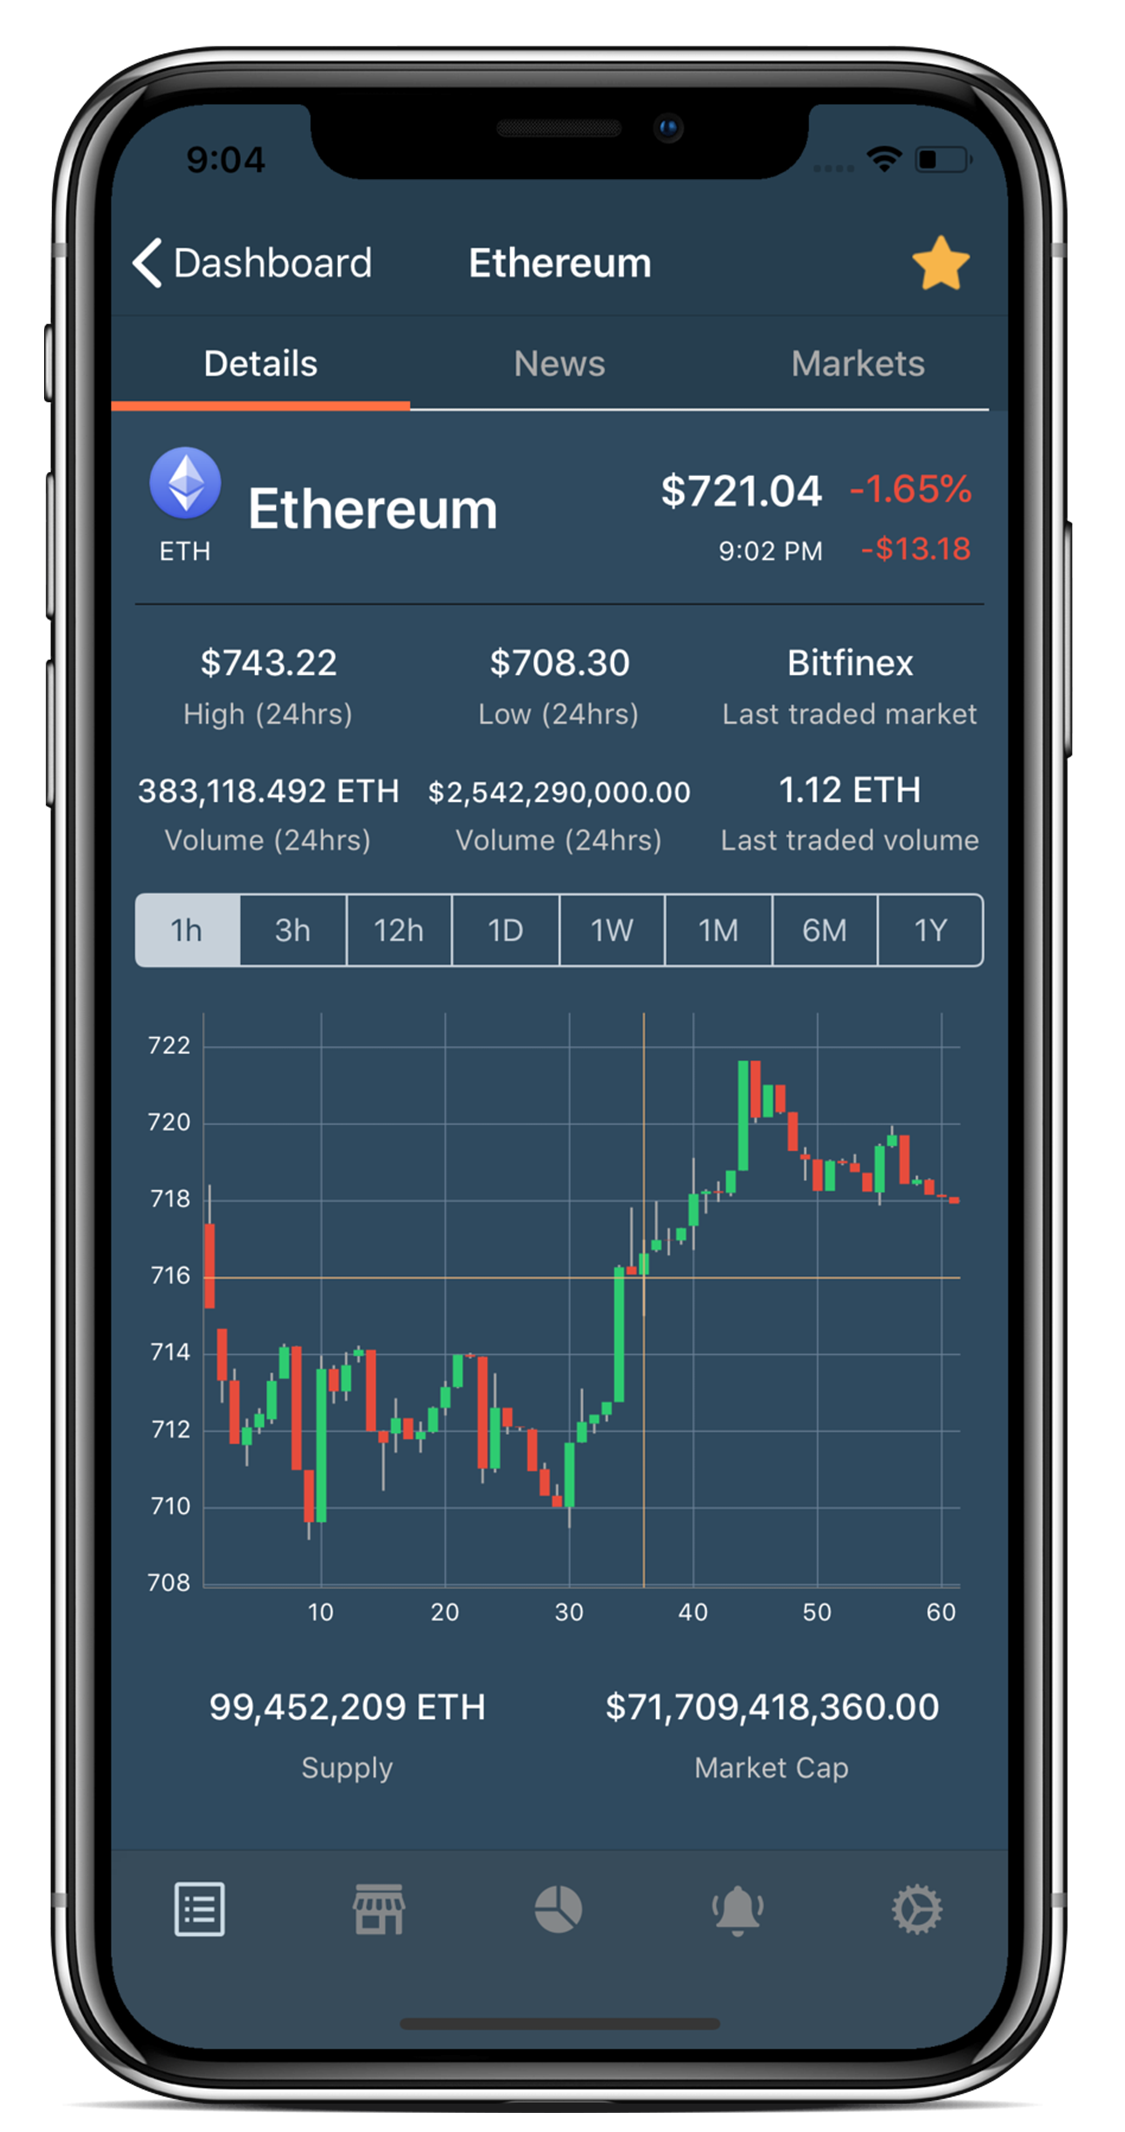 9:04
Dashboard Ethereum
Details News Markets
Ethereum $721.04 -1.65%
ETH 9:02 PM -$13.18
$743.22 $708.30 Bitfinex
High (24hrs) Low (24hrs) Last traded market
383,118.492 ETH $2,542,290,000.00 1.12 ETH
Volume (24hrs) Volume (24hrs) Last traded volume
1h 3h 12h 1D 1W 1M 6M 1Y
722
720
718
716
714
712
710
708
10 20 30 40 50 60
99,452,209 ETH $71,709,418,360.00
Supply Market Cap